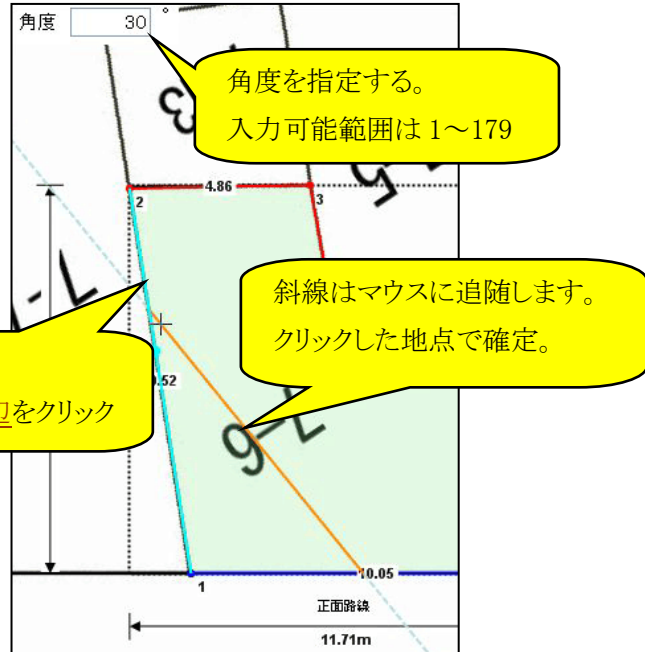 角度 30 °
角度を指定する。
入力可能範囲は 1～179
4.86
2
3
斜線はマウスに追随します。
クリックした地点で確定。
.52
をクリック
7-6
10.05
1
正面路線
11.71m